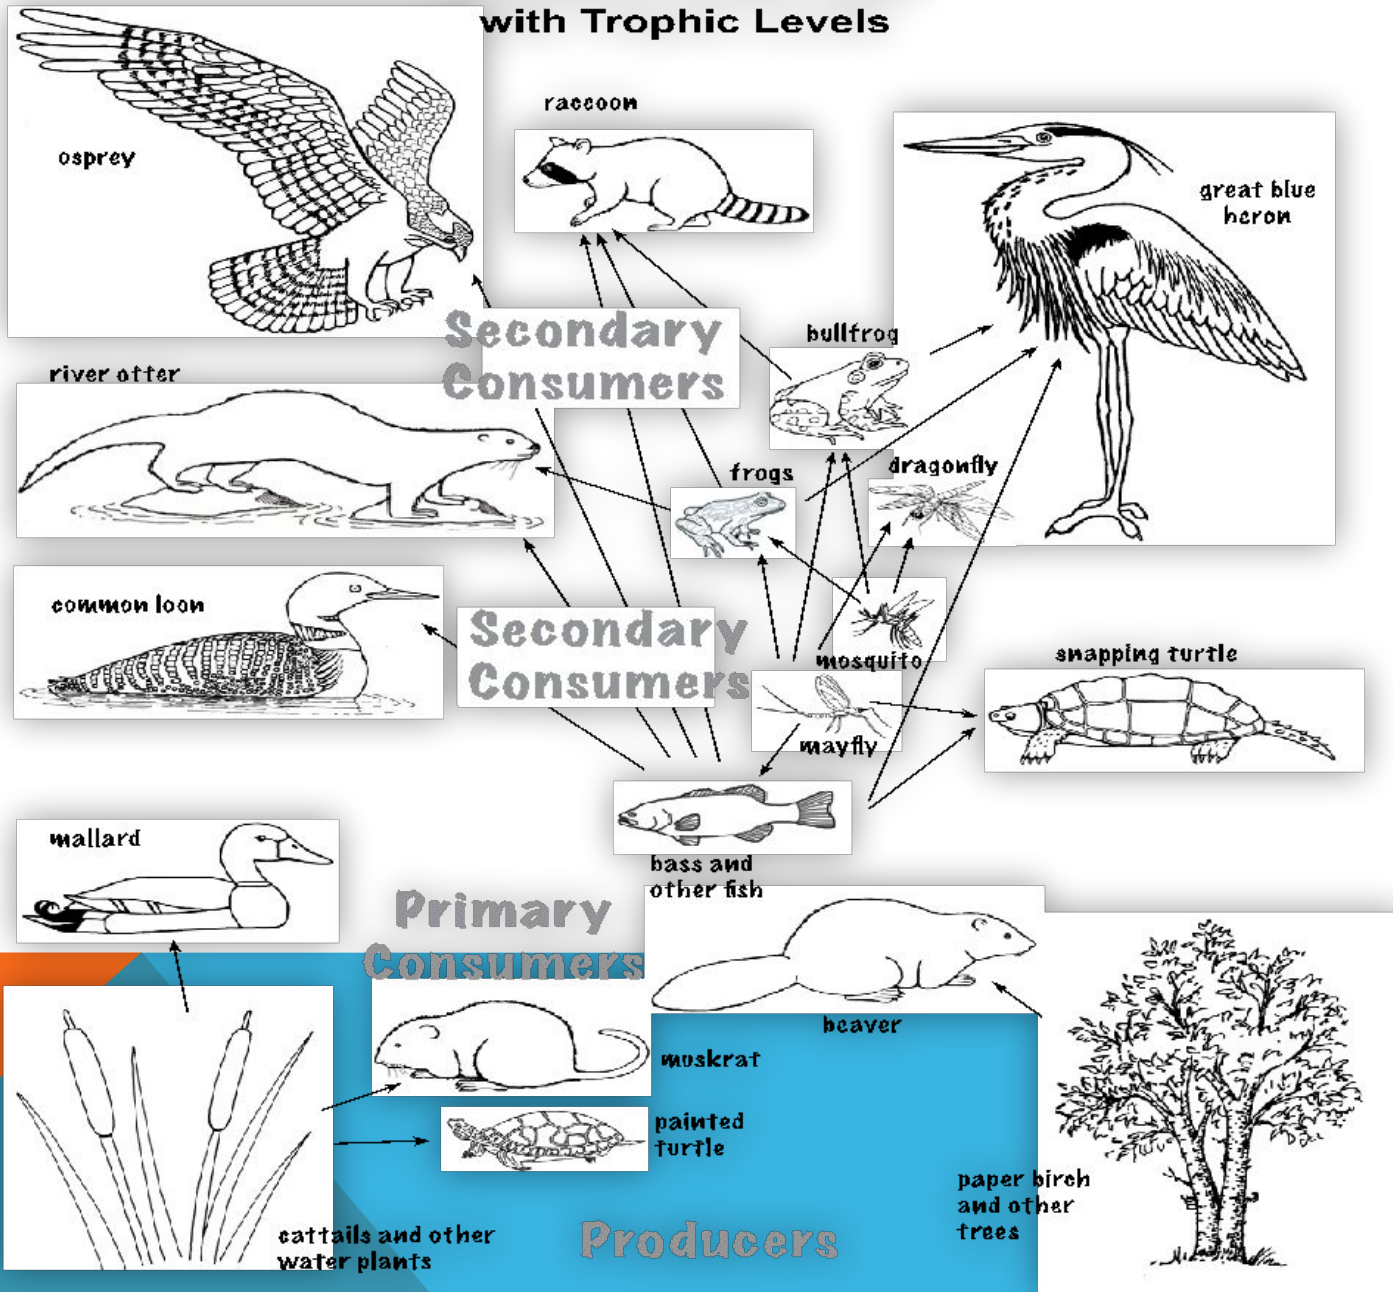 with Trophic Levels
raccoon
osprey
great blue
heron
Secondary
Consumers
bullfrog
river otter
frogs
dragonfly
common loon
Secondary
Consumers
mosquito
snapping turtle
mayfly
mallard
bass and
other fish
Primary
Consumers
beaver
muskrat
painted
turtle
paper birch
and other
trees
cattails and other
water plants
Producers